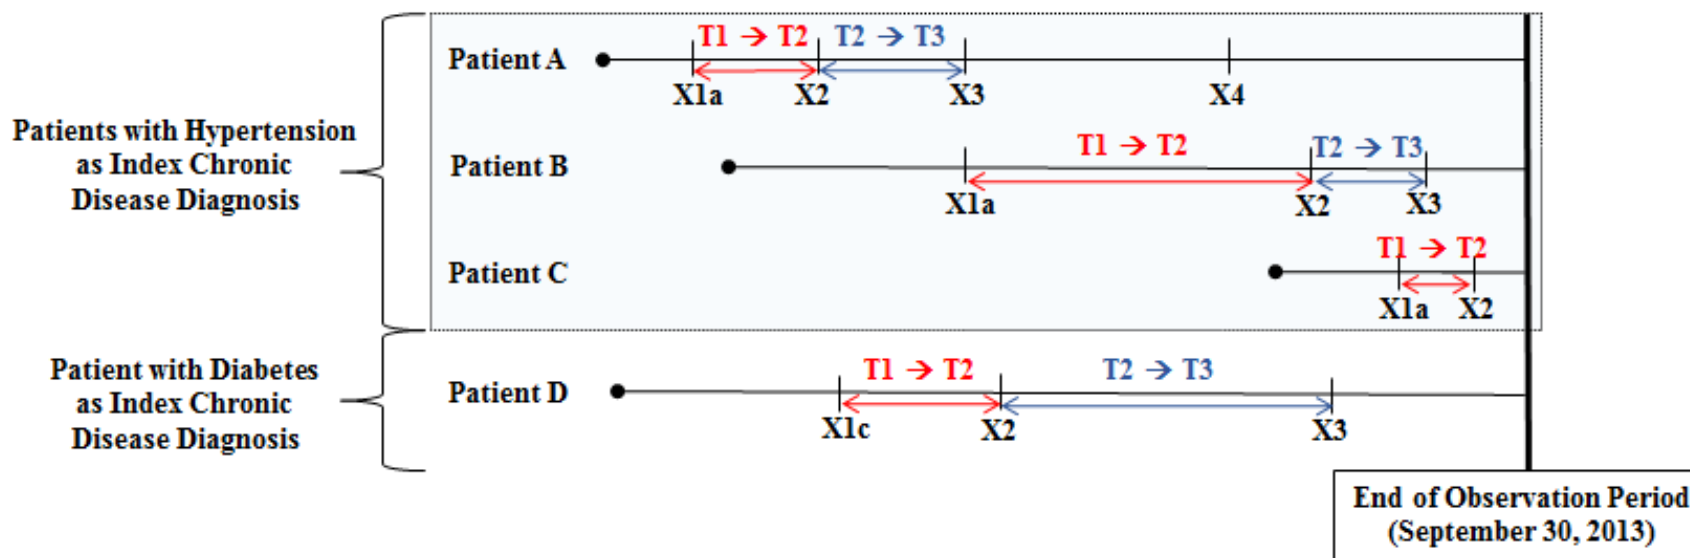 T1 → T2
T2 → T3
Patient A
X1a
X2
X3
X4
Patients with Hypertension
as Index Chronic
Disease Diagnosis
T1 → T2
T2 → T3
Patient B
X1a
X2
X3
T1 → T2
Patient C
X1a
X2
Patient with Diabetes
as Index Chronic
Disease Diagnosis
T1 → T2
T2 → T3
Patient D
X1c
X2
X3
End of Observation Period
(September 30, 2013)